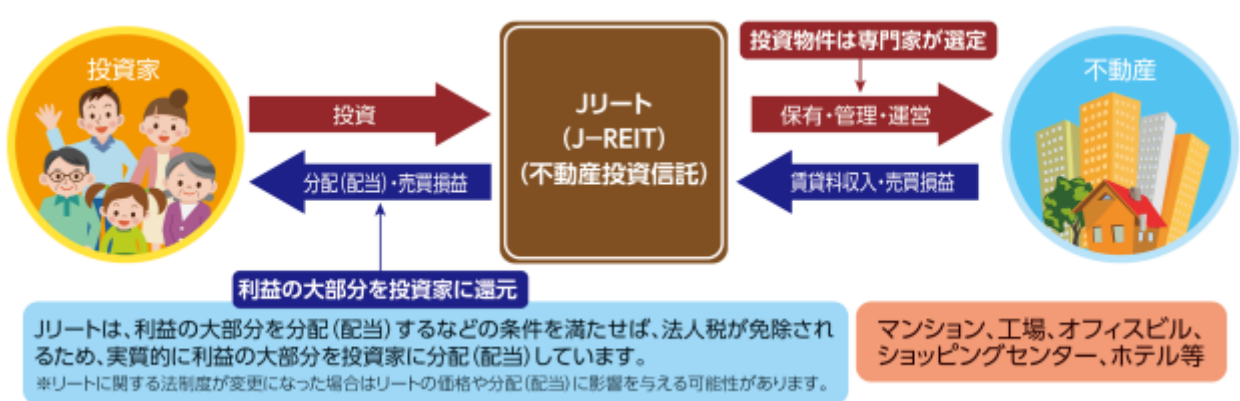 投資家
投資
分配(配当)・売買損益
利益の大部分を投資家に還元
Jリート
(J-REIT)
(不動産投資信託)
投資物件は専門家が選定
保有・管理・運営
賃貸料収入・売買損益
不動産
Jリートは、利益の大部分を分配(配当)するなどの条件を満たせば、法人税が免除され
るため、実質的に利益の大部分を投資家に分配(配当)しています。
※リートに関する法制度が変更になった場合はリートの価格や分配(配当)に影響を与える可能性があります。
マンション、工場、オフィスビル、
ショッピングセンター、ホテル等